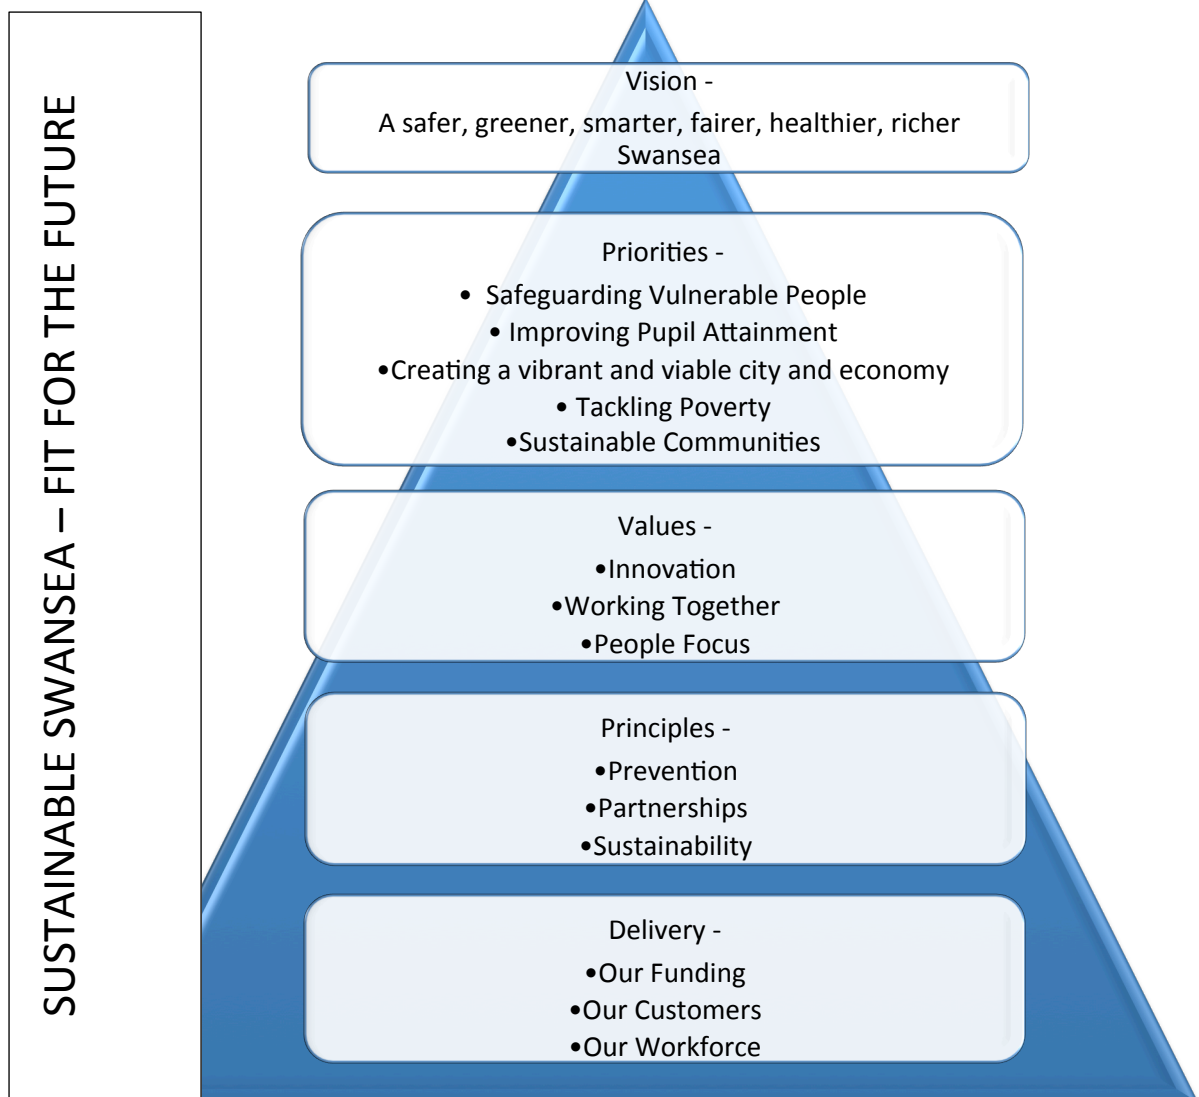 SUSTAINABLE SWANSEA – FIT FOR THE FUTURE
Vision -
A safer, greener, smarter, fairer, healthier, richer
Swansea
Priorities -
• Safeguarding Vulnerable People
• Improving Pupil Attainment
•Creating a vibrant and viable city and economy
• Tackling Poverty
•Sustainable Communities
Values -
•Innovation
•Working Together
•People Focus
Principles -
•Prevention
•Partnerships
•Sustainability
Delivery -
•Our Funding
•Our Customers
•Our Workforce